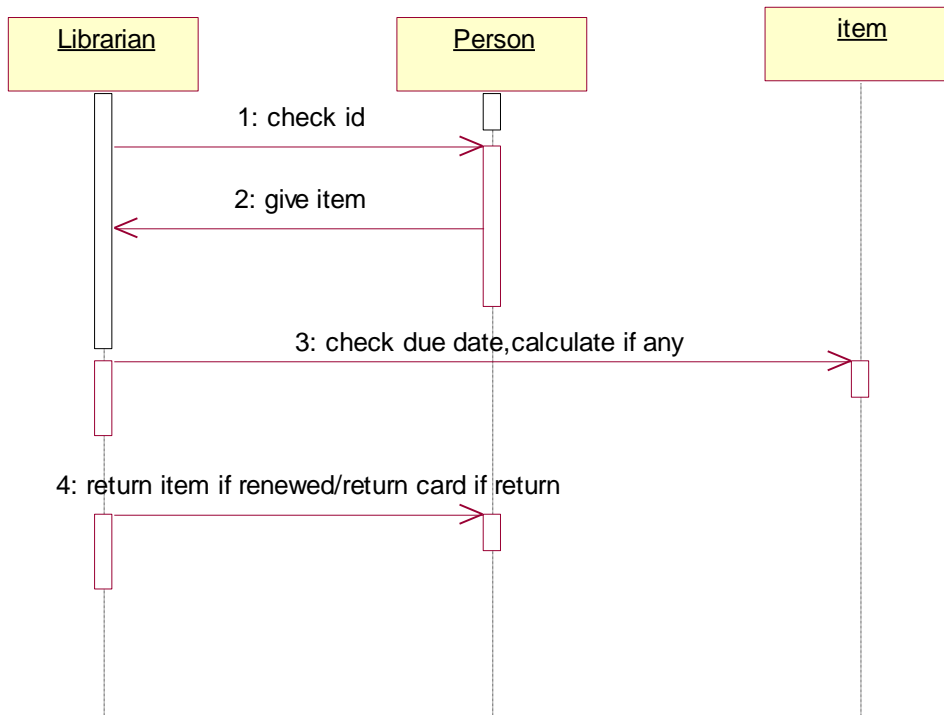 Librarian
Person
item
1: check id
2: give item
3: check due date,calculate if any
4: return item if renewed/return card if return